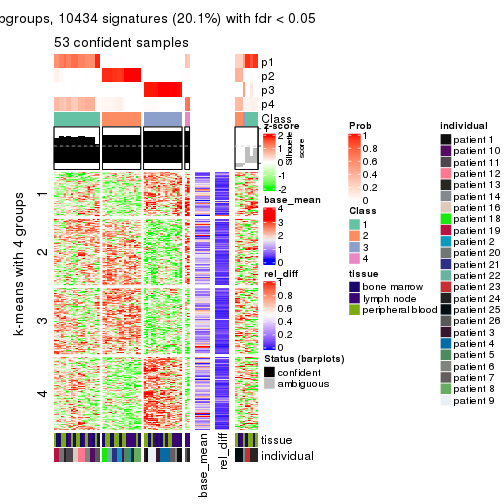 bgroups, 10434 signatures (20.1%) with fdr < 0.05
53 confident samples
p1
p2
p3
p4
Class
Silhouette score
k-means with 4 groups
1
2
3
4
tissue
individual
base_mean
rel_diff
z-score
2
1
0
-1
-2
base_mean
4
3
2
1
0
rel_diff
1
0.8
0.6
0.4
0.2
0
Status (barplots)
confident
ambiguous
Prob
1
0.8
0.6
0.4
0.2
0
Class
1
2
3
4
tissue
bone marrow
lymph node
peripheral blood
individual
patient 1
patient 10
patient 11
patient 12
patient 13
patient 14
patient 16
patient 18
patient 19
patient 2
patient 20
patient 21
patient 22
patient 23
patient 24
patient 25
patient 26
patient 3
patient 4
patient 5
patient 6
patient 7
patient 8
patient 9